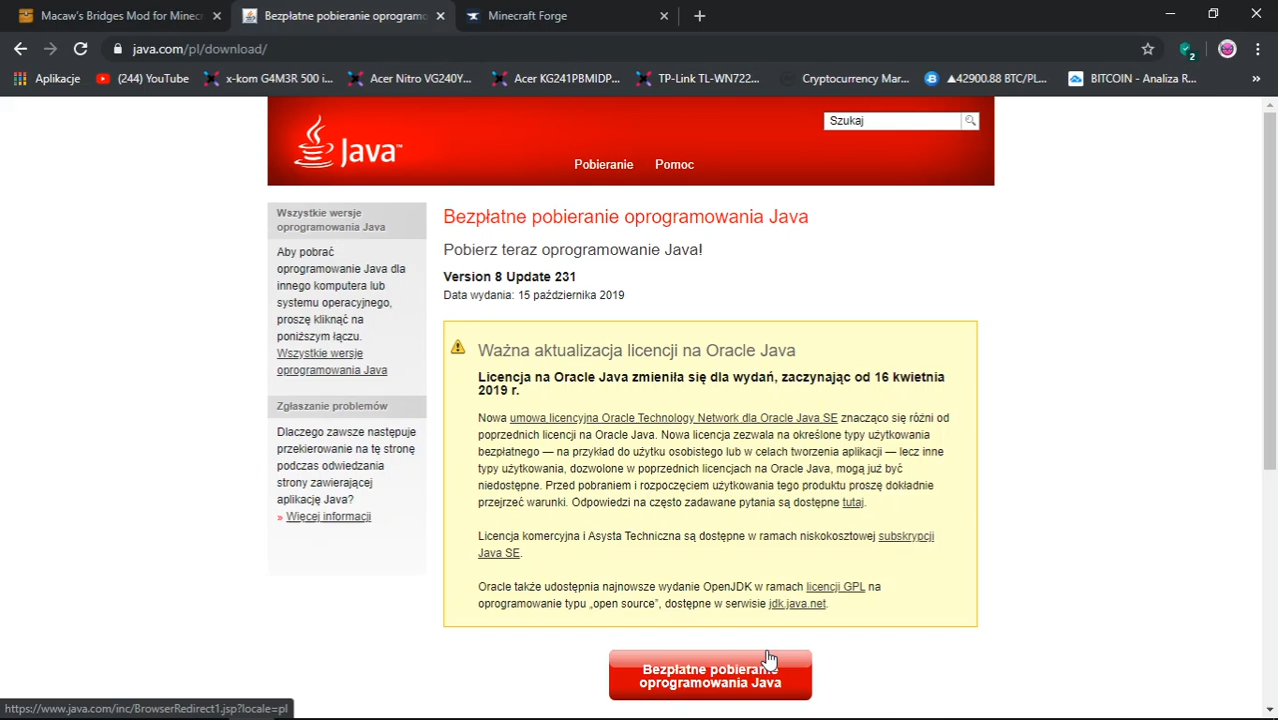 Macaw's Bridges Mod for Minec
Bezpłatne pobieranie oprogramo
Minecraft Forge
java.com/pl/download/
2
Aplikacje
(244) YouTube
x-kom G4M3R 500 i...
Acer Nitro VG240Y...
Acer KG241PBMIDP...
TP-Link TL-WN722...
Cryptocurrency Mar...
▲42900.88 BTC/PL...
BITCOIN - Analiza R...
»
Java™
Szukaj
Pobieranie
Pomoc
Wszystkie wersje
oprogramowania Java
Aby pobrać
oprogramowanie Java dla
innego komputera lub
systemu operacyjnego,
proszę kliknąć na
poniższym łączu.
Wszystkie wersje
oprogramowania Java
Zgłaszanie problemów
Dlaczego zawsze następuje
przekierowanie na tę stronę
podczas odwiedzania
strony zawierającej
aplikację Java?
» Więcej informacji
Bezpłatne pobieranie oprogramowania Java
Pobierz teraz oprogramowanie Java!
Version 8 Update 231
Data wydania: 15 października 2019
Ważna aktualizacja licencji na Oracle Java
Licencja na Oracle Java zmieniła się dla wydań, zaczynając od 16 kwietnia
2019 r.
Nowa umowa licencyjna Oracle Technology Network dla Oracle Java SE znacząco się różni od
poprzednich licencji na Oracle Java. Nowa licencja zezwala na określone typy użytkowania
bezpłatnego — na przykład do użytku osobistego lub w celach tworzenia aplikacji — lecz inne
typy użytkowania, dozwolone w poprzednich licencjach na Oracle Java, mogą już być
niedostępne. Przed pobraniem i rozpoczęciem użytkowania tego produktu proszę dokładnie
przejrzeć warunki. Odpowiedzi na często zadawane pytania są dostępne tutaj.
Licencja komercyjna i Asysta Techniczna są dostępne w ramach niskokosztowej subskrypcji
Java SE.
Oracle także udostępnia najnowsze wydanie OpenJDK w ramach licencji GPL na
oprogramowanie typu „open source”, dostępne w serwisie jdk.java.net.
Bezpłatne pobieranie
oprogramowania Java
https://www.java.com/inc/BrowserRedirect1.jsp?locale=pl